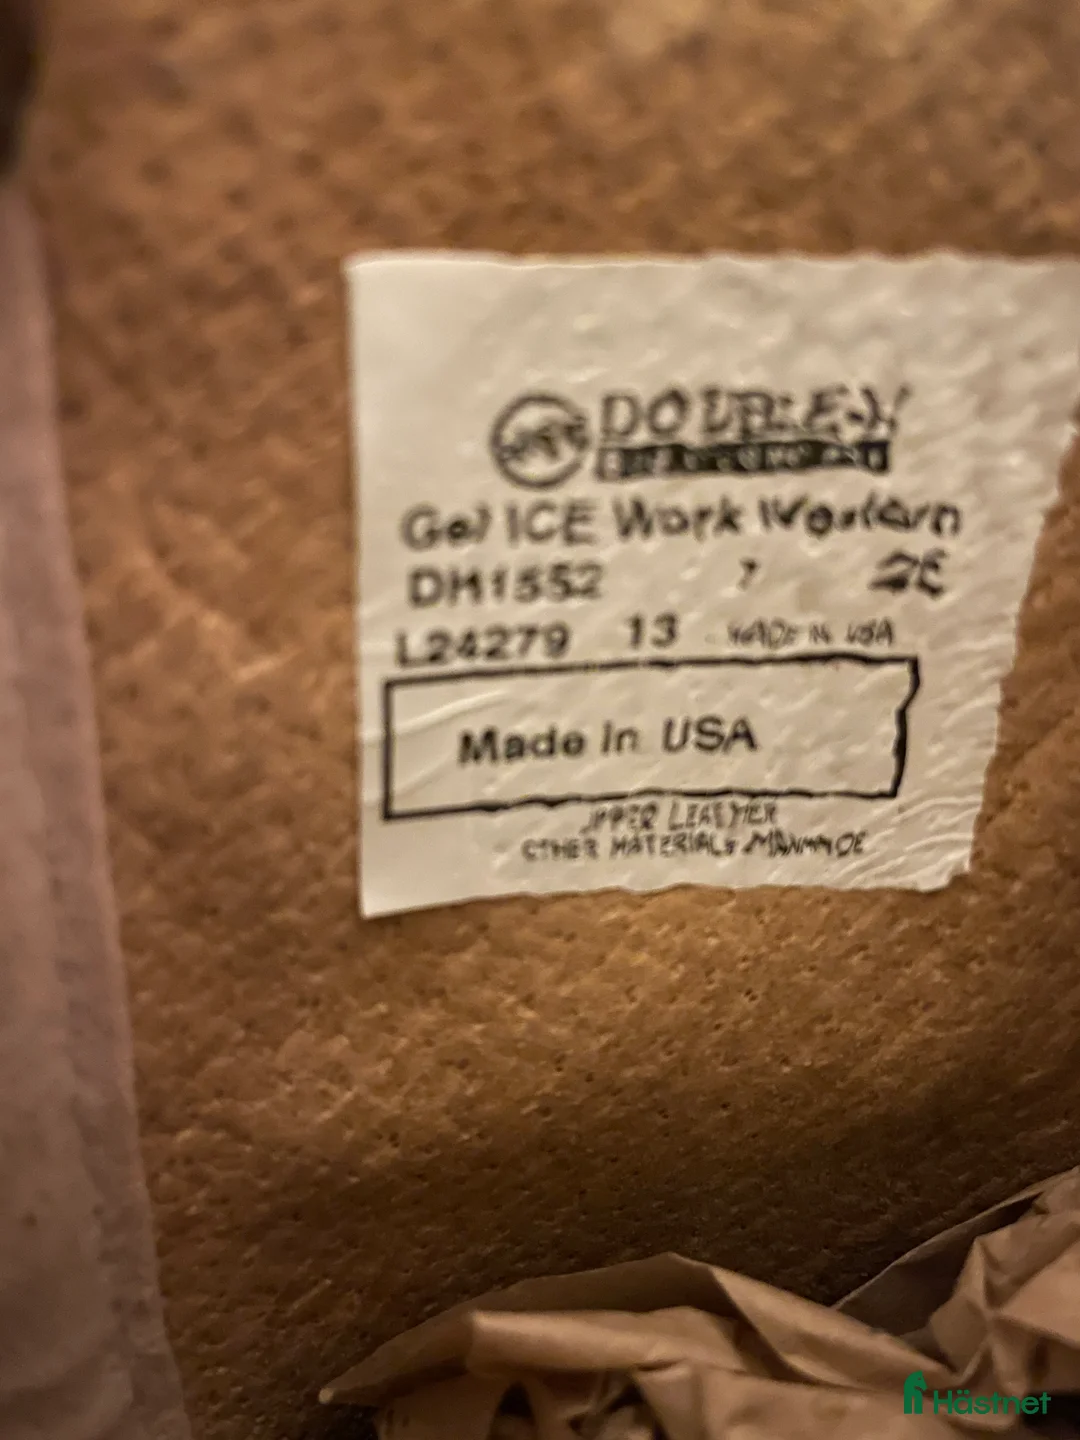 DOUBLE-H
Gel ICE Work Western
DH1552 7 2E
L24279 13 MADE IN USA
Made In USA
UPPER LEATHER
OTHER MATERIALS MANMADE
Hästnet